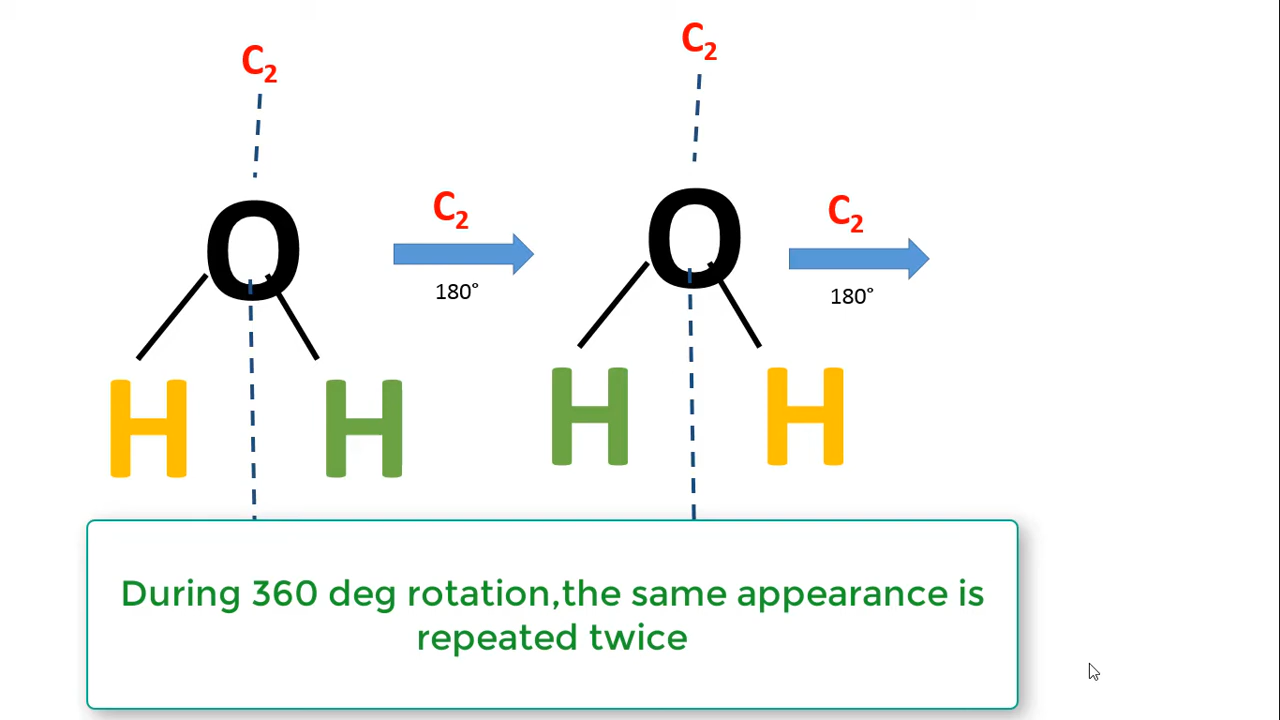 C₂
C₂
O
O
C₂
C₂
180°
180°
H
H
H
H
During 360 deg rotation,the same appearance is
repeated twice